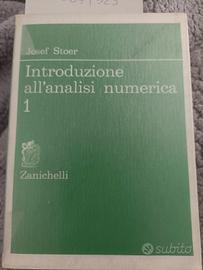 Josef Stoer
Introduzione
all'analisi numerica
1
Zanichelli
subito